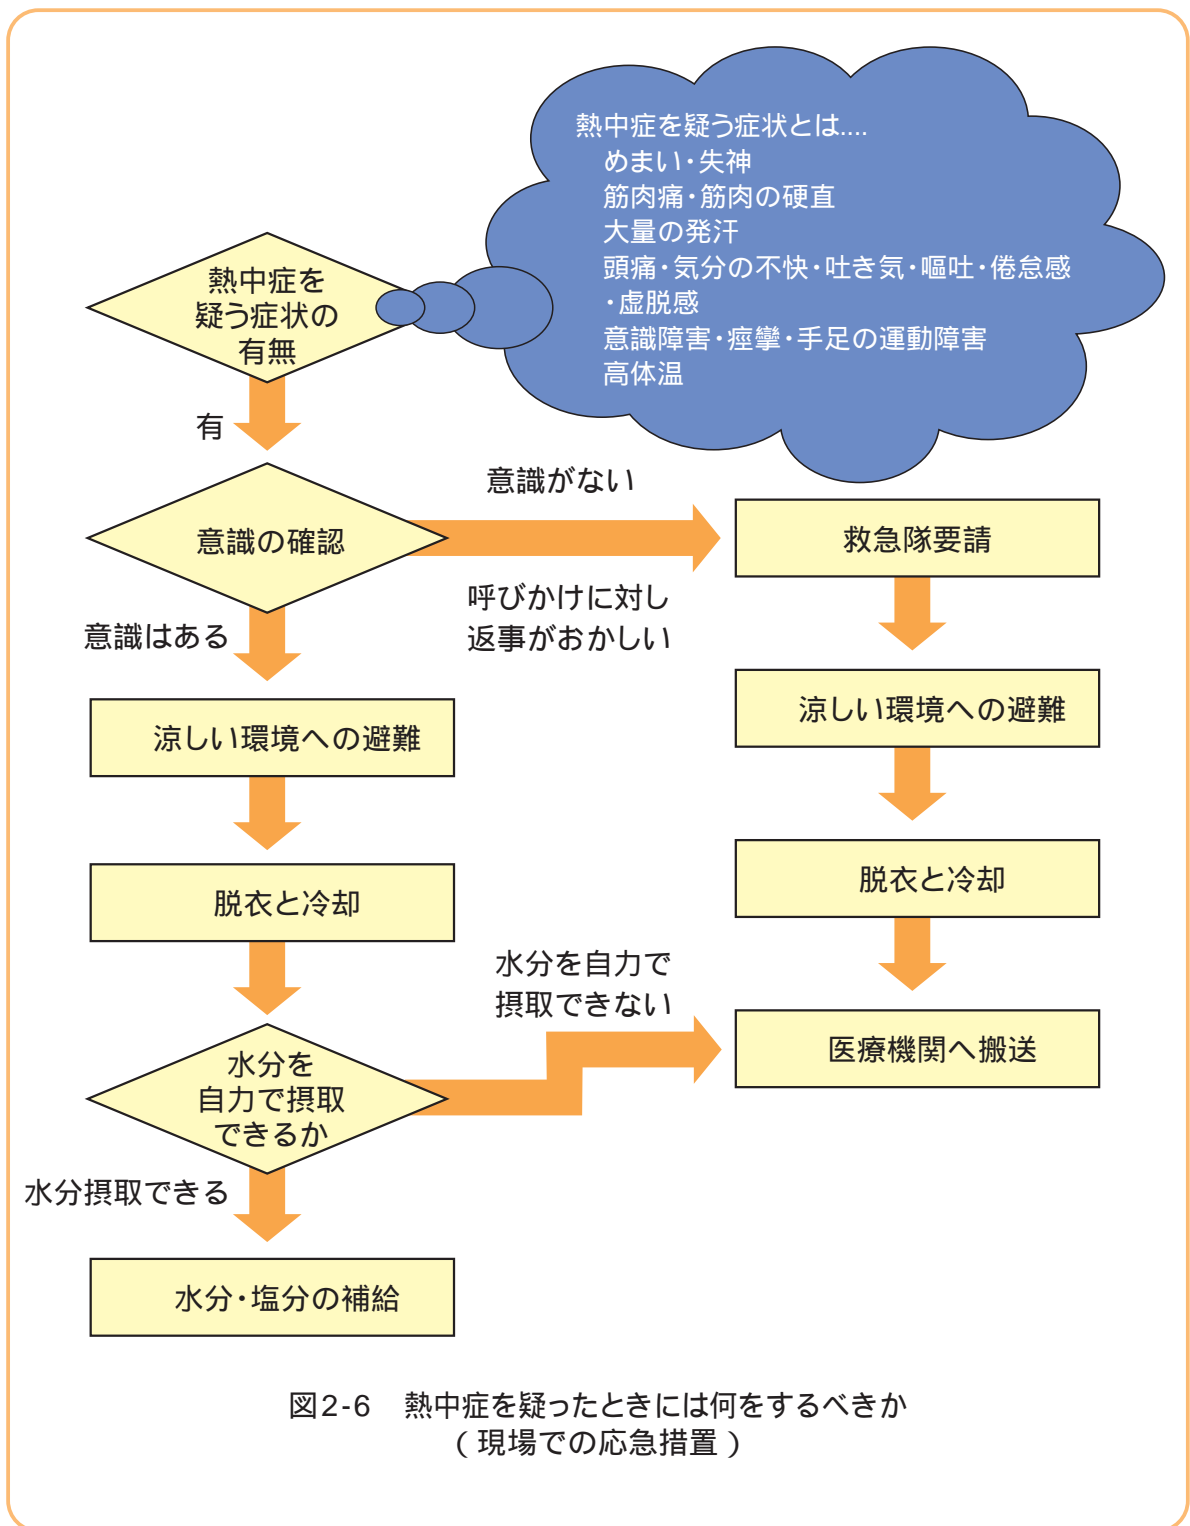 熱中症を疑う症状とは....
めまい・失神
筋肉痛・筋肉の硬直
大量の発汗
頭痛・気分の不快・吐き気・嘔吐・倦怠感
・虚脱感
意識障害・痙攣・手足の運動障害
高体温
熱中症を
疑う症状の
有無
有
意識の確認
意識がない
呼びかけに対し
返事がおかしい
救急隊要請
意識はある
涼しい環境への避難
涼しい環境への避難
脱衣と冷却
脱衣と冷却
水分を自力で
摂取できない
医療機関へ搬送
水分を
自力で摂取
できるか
水分摂取できる
水分・塩分の補給
図2-6　熱中症を疑ったときには何をするべきか
(現場での応急措置)